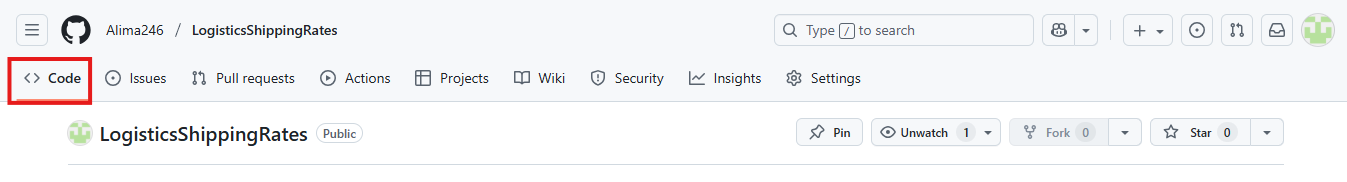 Alima246 / LogisticsShippingRates Type / to search
Code Issues Pull requests Actions Projects Wiki Security Insights Settings
LogisticsShippingRates Public Pin Unwatch 1 Fork 0 Star 0